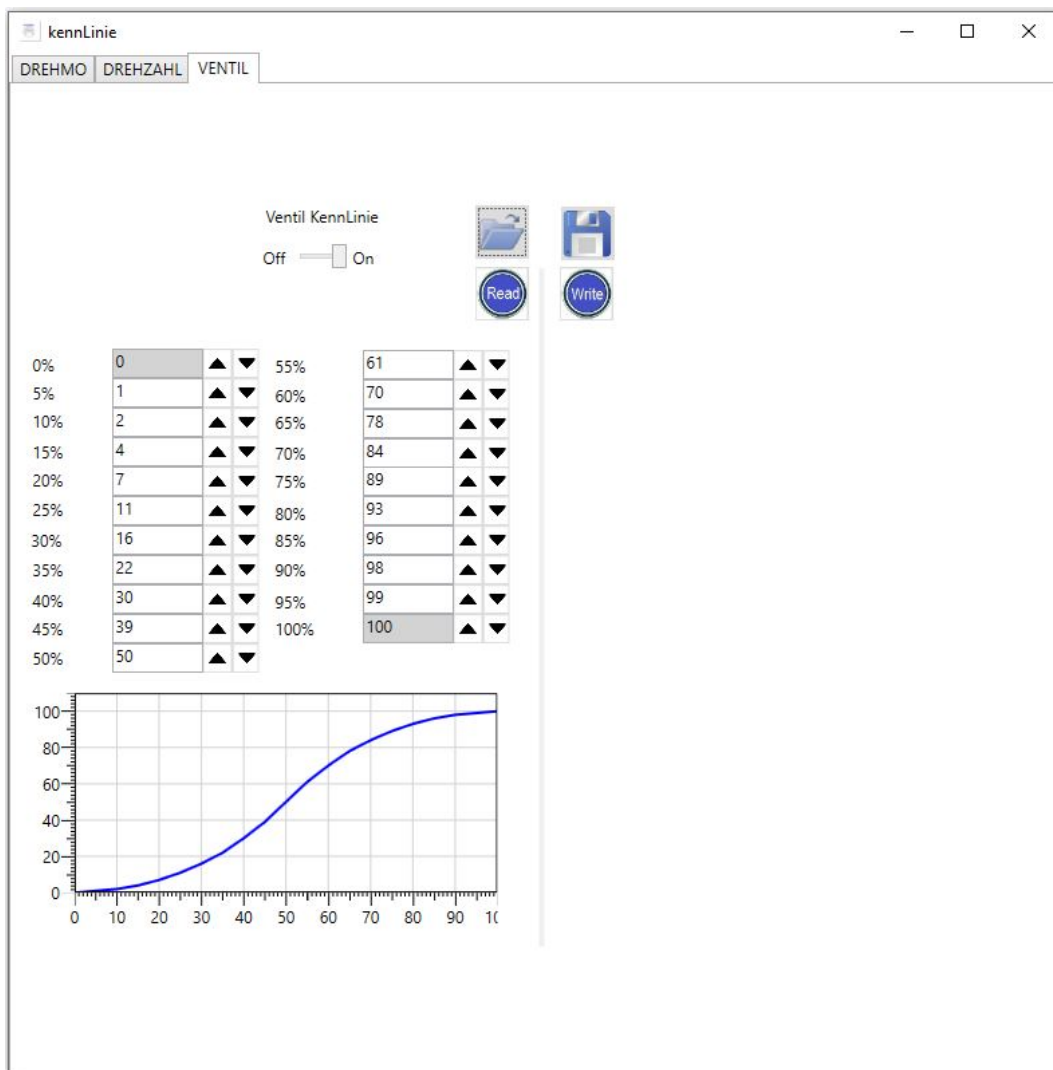 kennLinie
DREHMO DREHZAHL VENTIL
Ventil KennLinie
Off On
Read Write
0% 0 55% 61
5% 1 60% 70
10% 2 65% 78
15% 4 70% 84
20% 7 75% 89
25% 11 80% 93
30% 16 85% 96
35% 22 90% 98
40% 30 95% 99
45% 39 100% 100
50% 50
100
80
60
40
20
0
0 10 20 30 40 50 60 70 80 90